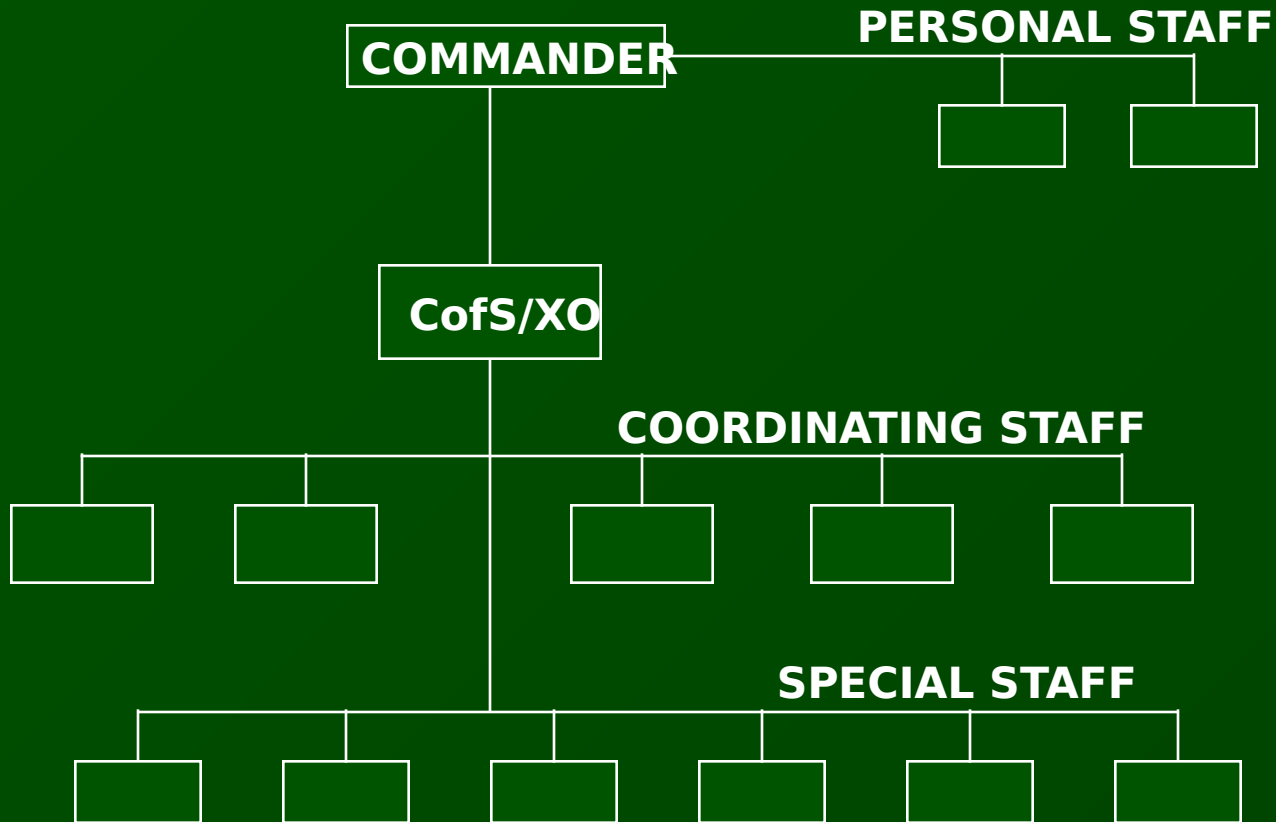 PERSONAL STAFF
COMMANDER
CofS/XO
COORDINATING STAFF
SPECIAL STAFF